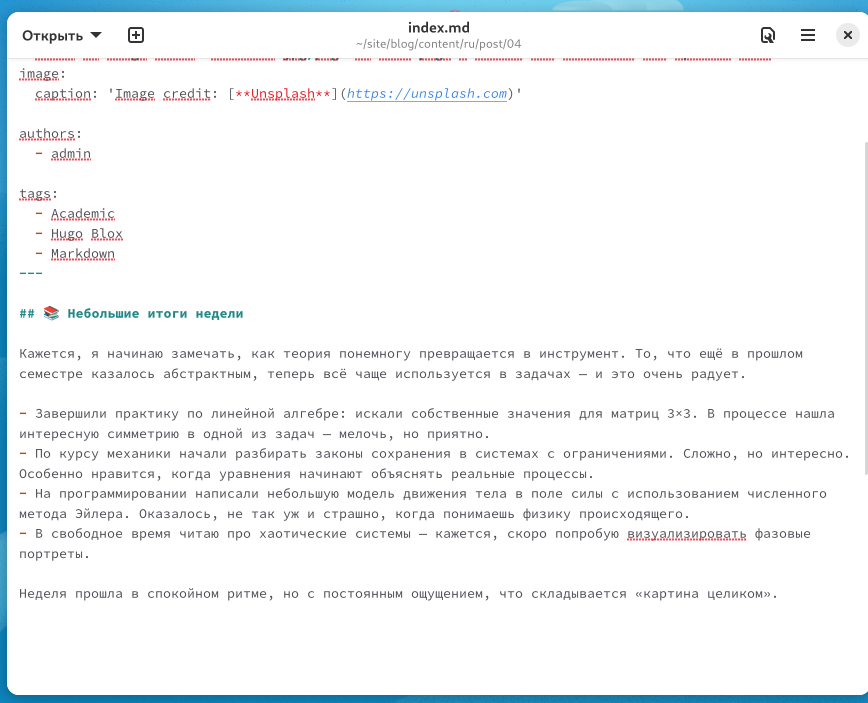 Открыть
index.md
~/site/blog/content/ru/post/04
image:
caption: 'Image credit: [**Unsplash**](https://unsplash.com)'
authors:
- admin
tags:
- Academic
- Hugo Blox
- Markdown
---
## 📚 Небольшие итоги недели
Кажется, я начинаю замечать, как теория понемногу превращается в инструмент. То, что ещё в прошлом
семестре казалось абстрактным, теперь всё чаще используется в задачах — и это очень радует.
- Завершили практику по линейной алгебре: искали собственные значения для матриц 3×3. В процессе нашла
интересную симметрию в одной из задач — мелочь, но приятно.
- По курсу механики начали разбирать законы сохранения в системах с ограничениями. Сложно, но интересно.
Особенно нравится, когда уравнения начинают объяснять реальные процессы.
- На программировании написали небольшую модель движения тела в поле силы с использованием численного
метода Эйлера. Оказалось, не так уж и страшно, когда понимаешь физику происходящего.
- В свободное время читаю про хаотические системы — кажется, скоро попробую визуализировать фазовые
портреты.
Неделя прошла в спокойном ритме, но с постоянным ощущением, что складывается «картина целиком».